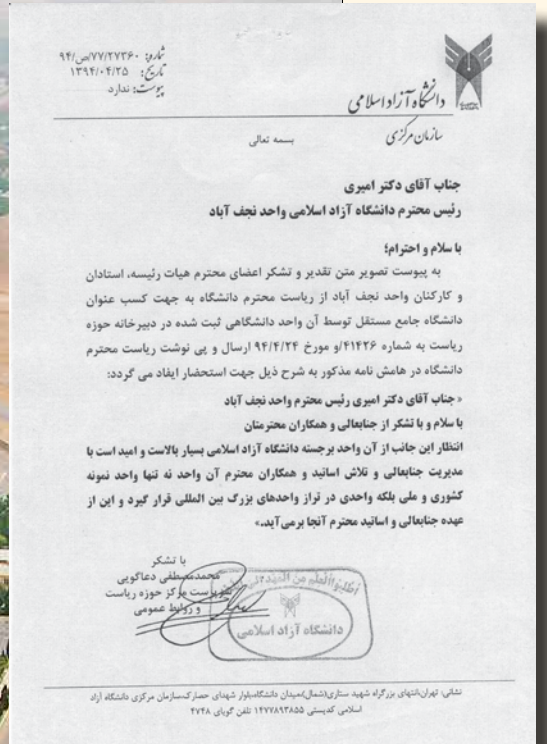 شماره: ۹۴/ص/۷۷/۲۷۳۶۰
تاریخ: ۱۳۹۴/۰۴/۲۵
پیوست: ندارد
دانشگاه آزاد اسلامی
سازمان مرکزی
بسمه تعالی
جناب آقای دکتر امیری
رئیس محترم دانشگاه آزاد اسلامی واحد نجف آباد
با سلام و احترام؛
به پیوست تصویر متن تقدیر و تشکر اعضای محترم هیات رئیسه، استادان
و کارکنان واحد نجف آباد از ریاست محترم دانشگاه به جهت کسب عنوان
دانشگاه جامع مستقل توسط آن واحد دانشگاهی ثبت شده در دبیرخانه حوزه
ریاست به شماره ۴۱۴۲۶/و مورخ ۹۴/۴/۲۴ ارسال و پی نوشت ریاست محترم
دانشگاه در هامش نامه مذکور به شرح ذیل جهت استحضار ایفاد می گردد:
«جناب آقای دکتر امیری رئیس محترم واحد نجف آباد
با سلام و با تشکر از جنابعالی و همکاران محترمتان
انتظار این جانب از آن واحد برجسته دانشگاه آزاد اسلامی بسیار بالاست و امید است با
مدیریت جنابعالی و تلاش اساتید و همکاران محترم آن واحد نه تنها واحد نمونه
کشوری و ملی بلکه واحدی در تراز واحدهای بزرگ بین المللی قرار گیرد و این از
عهده جنابعالی و اساتید محترم آنجا برمی‌آید.»
با تشکر
محمدمصطفی دعاگویی
سرپرست مرکز حوزه ریاست
و روابط عمومی
اطلبوا العلم من المهد
دانشگاه آزاد اسلامی
نشانی: تهران،انتهای بزرگراه شهید ستاری(شمال)،میدان دانشگاه،بلوار شهدای حصارک،سازمان مرکزی دانشگاه آزاد
اسلامی کدپستی ۱۴۷۷۸۹۳۸۵۵ تلفن گویای ۴۷۴۸